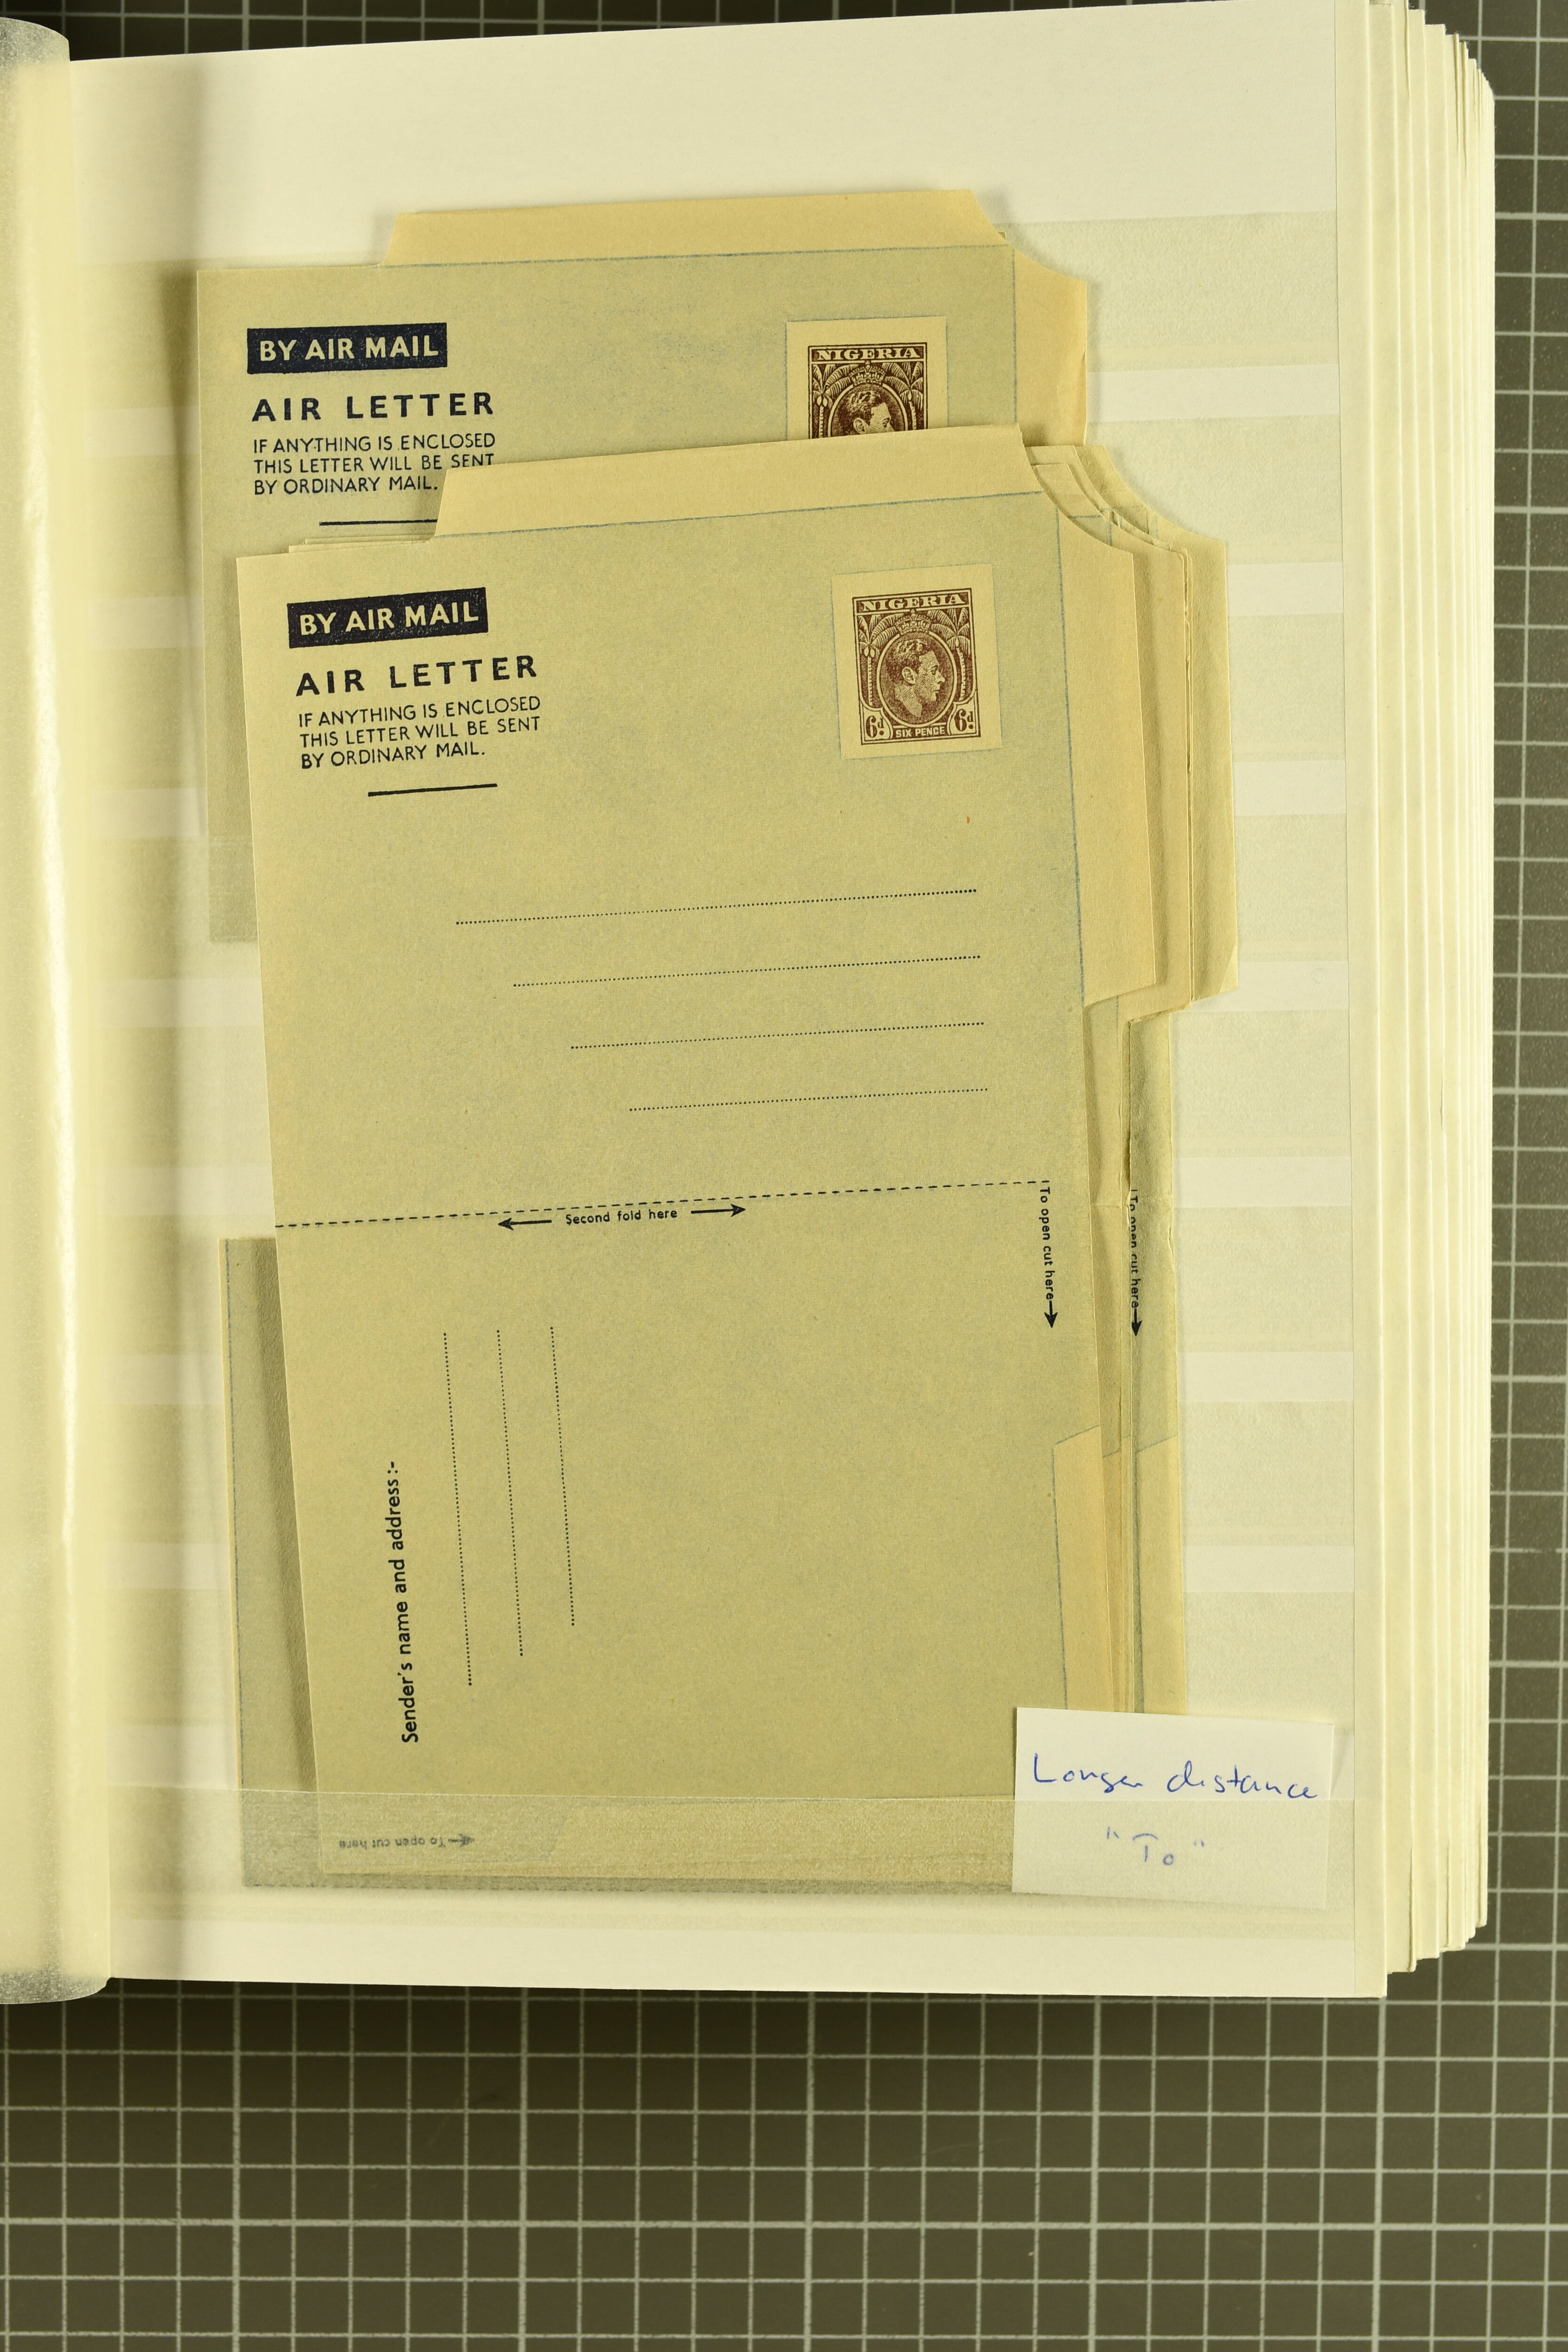 BY AIR MAIL
AIR LETTER
IF ANYTHING IS ENCLOSED
THIS LETTER WILL BE SENT
BY ORDINARY MAIL.
NIGERIA
BY AIR MAIL
AIR LETTER
IF ANYTHING IS ENCLOSED
THIS LETTER WILL BE SENT
BY ORDINARY MAIL.
NIGERIA
6d 6d
SIX PENCE
Second fold here
To open cut here
To open cut here
Sender's name and address:-
To open cut here
Longer distance
"To"